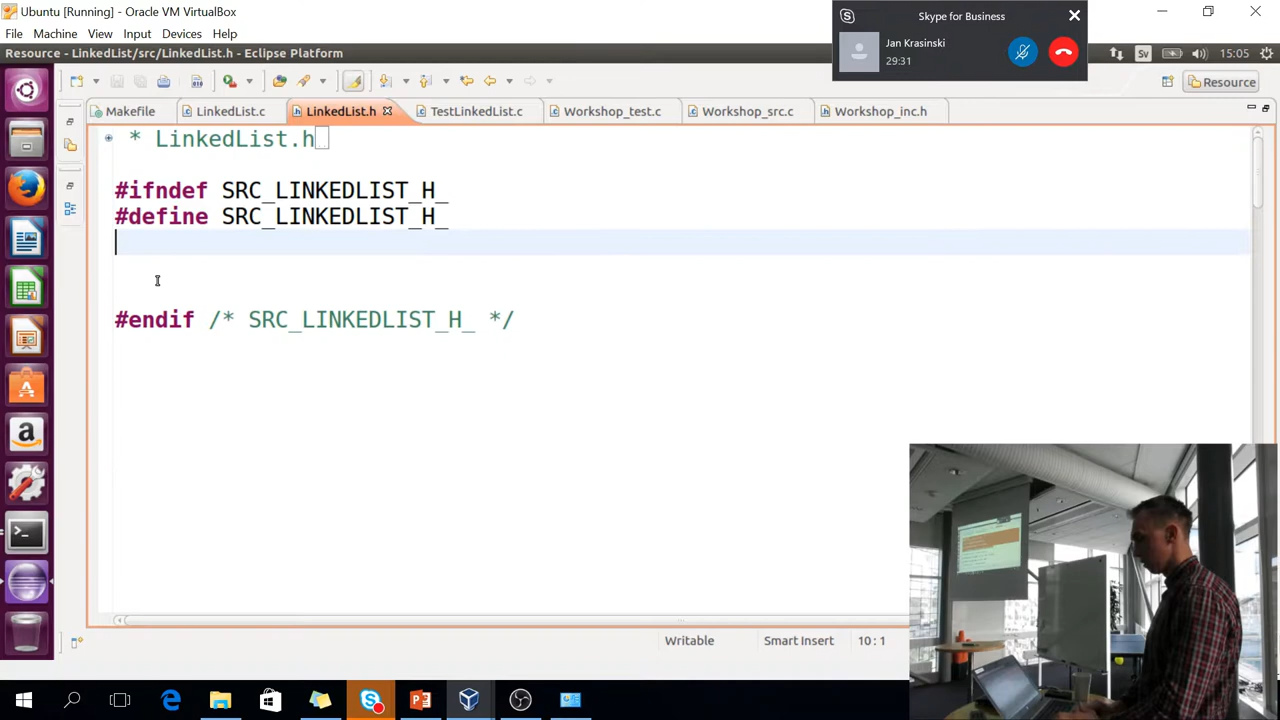 Ubuntu [Running] - Oracle VM VirtualBox
File Machine View Input Devices Help
Skype for Business
Jan Krasinski
29:31
Resource - LinkedList/src/LinkedList.h - Eclipse Platform
Sv
15:05
Resource
Makefile LinkedList.c LinkedList.h TestLinkedList.c Workshop_test.c Workshop_src.c Workshop_inc.h
* LinkedList.h
#ifndef SRC_LINKEDLIST_H_
#define SRC_LINKEDLIST_H_
#endif /* SRC_LINKEDLIST_H_ */
Writable Smart Insert 10 : 1